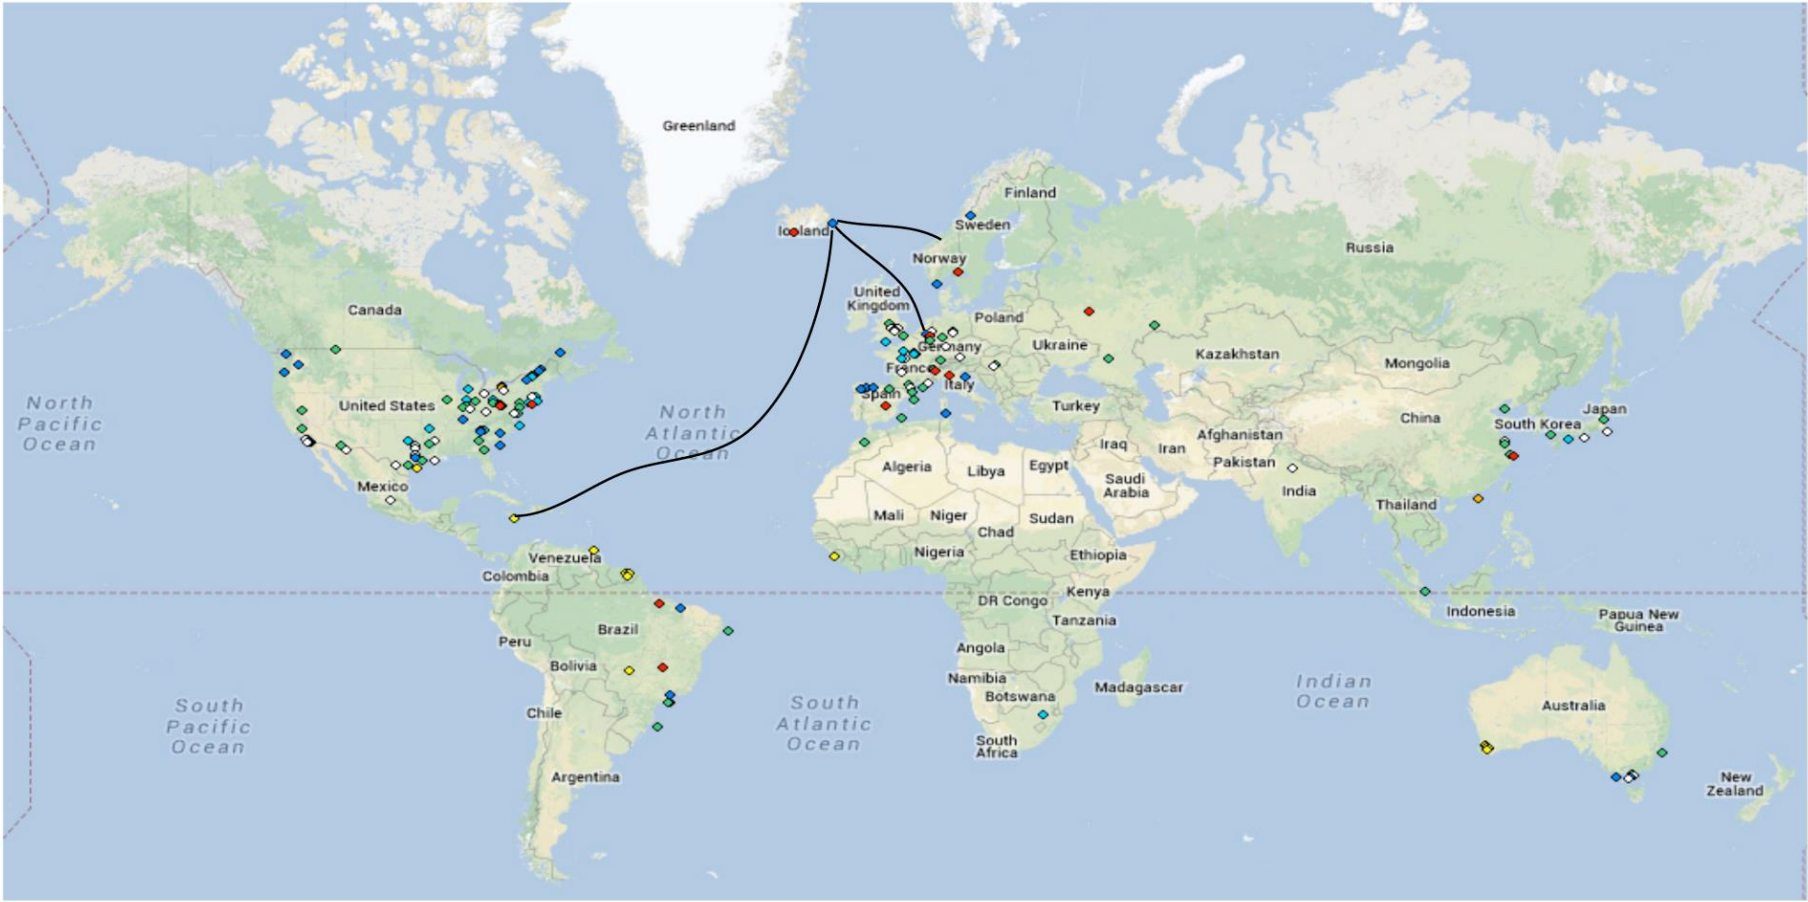 Greenland
Finland
Iceland
Sweden
Russia
Norway
United
Kingdom
Canada
Poland
Ukraine
Germany
Kazakhstan
Mongolia
France
Italy
Spain
North
Pacific
Ocean
United States
North
Atlantic
Ocean
Turkey
China
Japan
South Korea
Iraq
Iran
Afghanistan
Pakistan
Algeria
Libya
Egypt
Saudi
Arabia
Mexico
India
Thailand
Mali
Niger
Chad
Sudan
Venezuela
Nigeria
Ethiopia
Colombia
DR Congo
Kenya
Indonesia
Papua New
Guinea
Tanzania
Brazil
Peru
Angola
Bolivia
Namibia
Madagascar
Botswana
South
Pacific
Ocean
Chile
South
Atlantic
Ocean
Indian
Ocean
Australia
South
Africa
Argentina
New
Zealand